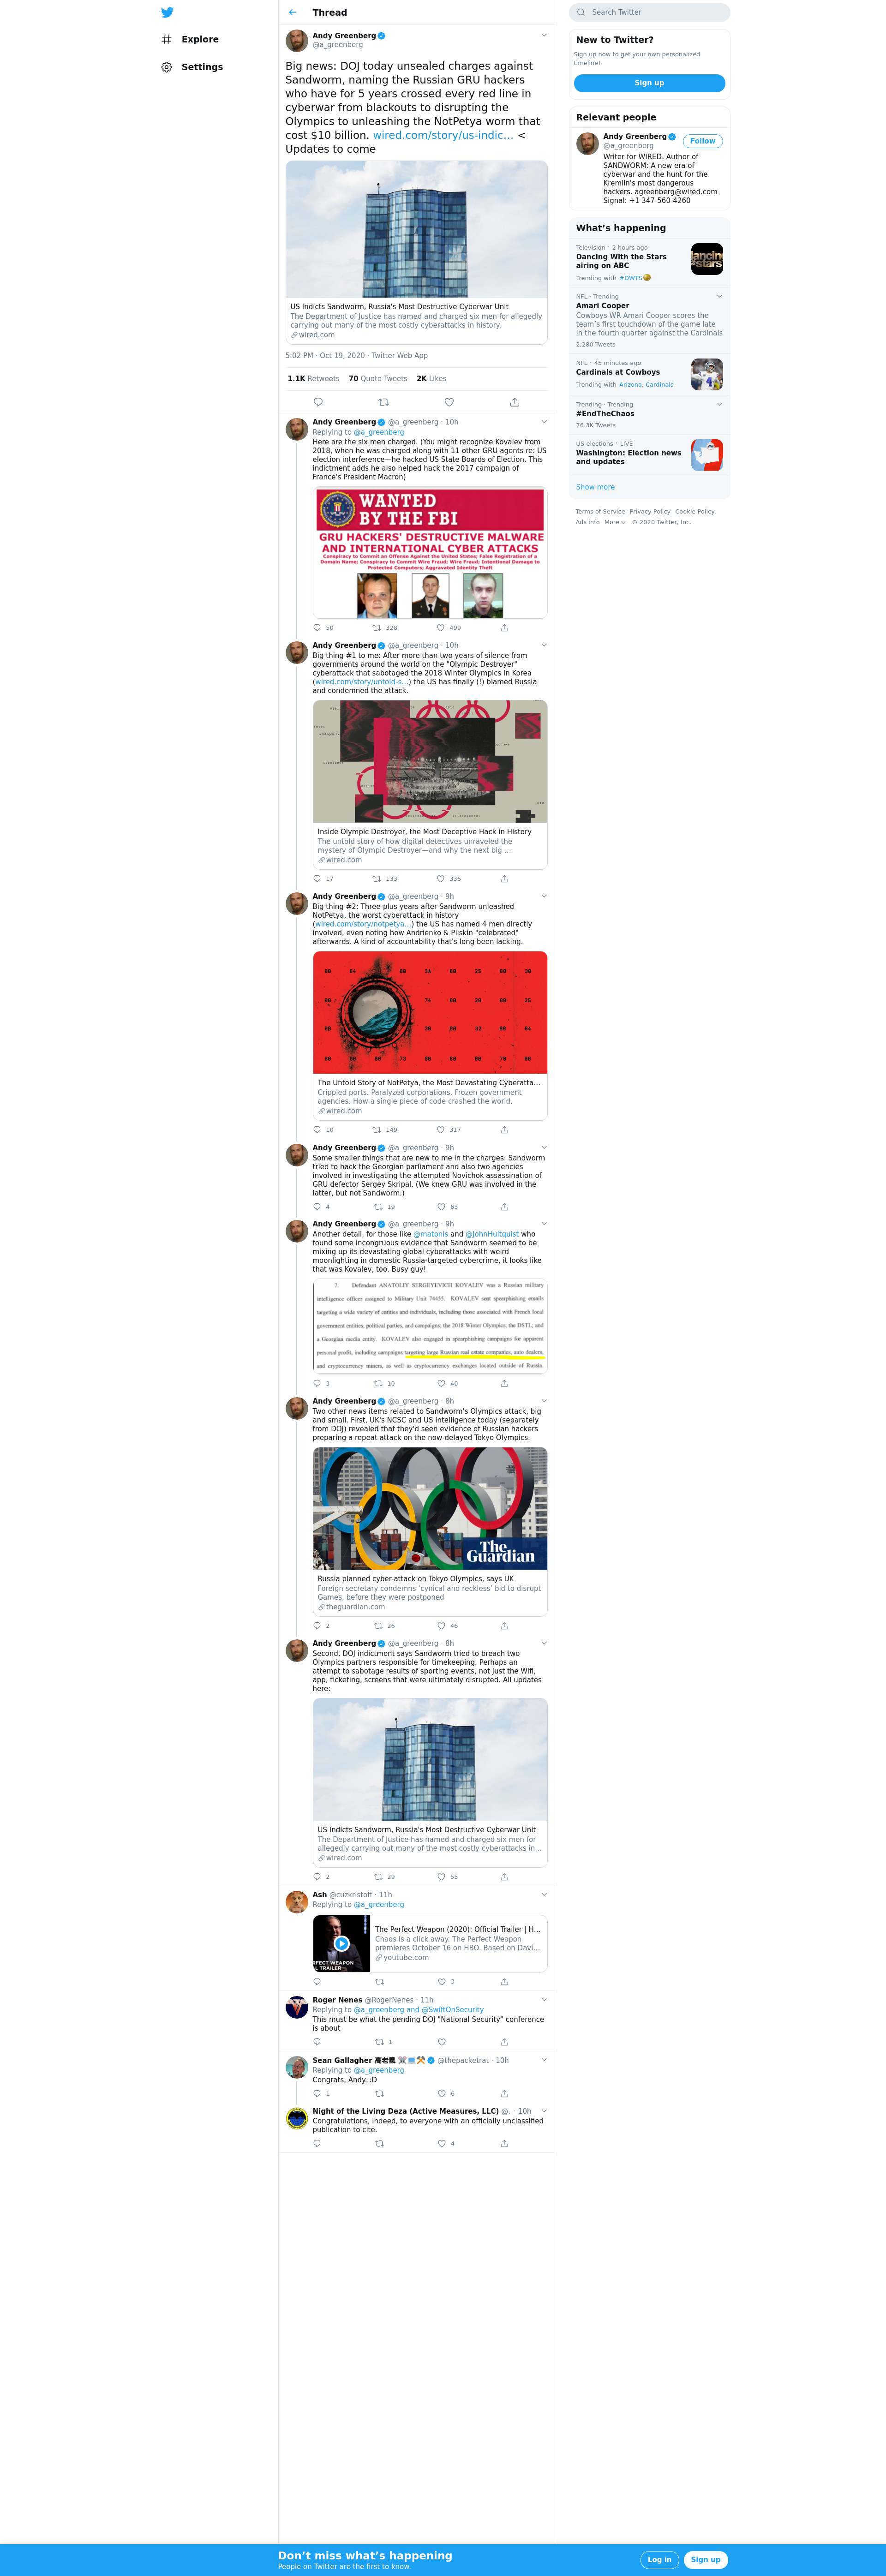 Explore
Settings
Thread
Andy Greenberg
@a_greenberg
Big news: DOJ today unsealed charges against
Sandworm, naming the Russian GRU hackers
who have for 5 years crossed every red line in
cyberwar from blackouts to disrupting the
Olympics to unleashing the NotPetya worm that
cost $10 billion. wired.com/story/us-indic… <
Updates to come
US Indicts Sandworm, Russia's Most Destructive Cyberwar Unit
The Department of Justice has named and charged six men for allegedly
carrying out many of the most costly cyberattacks in history.
wired.com
5:02 PM · Oct 19, 2020 · Twitter Web App
1.1K Retweets 70 Quote Tweets 2K Likes
Andy Greenberg @a_greenberg · 10h
Replying to @a_greenberg
Here are the six men charged. (You might recognize Kovalev from
2018, when he was charged along with 11 other GRU agents re: US
election interference—he hacked US State Boards of Election. This
indictment adds he also helped hack the 2017 campaign of
France's President Macron)
WANTED
BY THE FBI
GRU HACKERS' DESTRUCTIVE MALWARE
AND INTERNATIONAL CYBER ATTACKS
Conspiracy to Commit an Offense Against the United States; False Registration of a
Domain Name; Conspiracy to Commit Wire Fraud; Wire Fraud; Intentional Damage to
Protected Computers; Aggravated Identity Theft
50 328 499
Andy Greenberg @a_greenberg · 10h
Big thing #1 to me: After more than two years of silence from
governments around the world on the "Olympic Destroyer"
cyberattack that sabotaged the 2018 Winter Olympics in Korea
(wired.com/story/untold-s…) the US has finally (!) blamed Russia
and condemned the attack.
Inside Olympic Destroyer, the Most Deceptive Hack in History
The untold story of how digital detectives unraveled the
mystery of Olympic Destroyer—and why the next big …
wired.com
17 133 336
Andy Greenberg @a_greenberg · 9h
Big thing #2: Three-plus years after Sandworm unleashed
NotPetya, the worst cyberattack in history
(wired.com/story/notpetya…) the US has named 4 men directly
involved, even noting how Andrienko & Pliskin "celebrated"
afterwards. A kind of accountability that's long been lacking.
The Untold Story of NotPetya, the Most Devastating Cyberatta…
Crippled ports. Paralyzed corporations. Frozen government
agencies. How a single piece of code crashed the world.
wired.com
10 149 317
Andy Greenberg @a_greenberg · 9h
Some smaller things that are new to me in the charges: Sandworm
tried to hack the Georgian parliament and also two agencies
involved in investigating the attempted Novichok assassination of
GRU defector Sergey Skripal. (We knew GRU was involved in the
latter, but not Sandworm.)
4 19 63
Andy Greenberg @a_greenberg · 9h
Another detail, for those like @matonis and @JohnHultquist who
found some incongruous evidence that Sandworm seemed to be
mixing up its devastating global cyberattacks with weird
moonlighting in domestic Russia-targeted cybercrime, it looks like
that was Kovalev, too. Busy guy!
7. Defendant ANATOLIY SERGEYEVICH KOVALEV was a Russian military
intelligence officer assigned to Military Unit 74455. KOVALEV sent spearphishing emails
targeting a wide variety of entities and individuals, including those associated with French local
government entities, political parties, and campaigns; the 2018 Winter Olympics; the DSTL; and
a Georgian media entity. KOVALEV also engaged in spearphishing campaigns for apparent
personal profit, including campaigns targeting large Russian real estate companies, auto dealers,
and cryptocurrency miners, as well as cryptocurrency exchanges located outside of Russia.
3 10 40
Andy Greenberg @a_greenberg · 8h
Two other news items related to Sandworm's Olympics attack, big
and small. First, UK's NCSC and US intelligence today (separately
from DOJ) revealed that they'd seen evidence of Russian hackers
preparing a repeat attack on the now-delayed Tokyo Olympics.
The
Guardian
Russia planned cyber-attack on Tokyo Olympics, says UK
Foreign secretary condemns ‘cynical and reckless’ bid to disrupt
Games, before they were postponed
theguardian.com
2 26 46
Andy Greenberg @a_greenberg · 8h
Second, DOJ indictment says Sandworm tried to breach two
Olympics partners responsible for timekeeping. Perhaps an
attempt to sabotage results of sporting events, not just the Wifi,
app, ticketing, screens that were ultimately disrupted. All updates
here:
US Indicts Sandworm, Russia's Most Destructive Cyberwar Unit
The Department of Justice has named and charged six men for
allegedly carrying out many of the most costly cyberattacks in…
wired.com
2 29 55
Ash @cuzkristoff · 11h
Replying to @a_greenberg
RFECT WEAPON
L TRAILER
The Perfect Weapon (2020): Official Trailer | H…
Chaos is a click away. The Perfect Weapon
premieres October 16 on HBO. Based on Davi…
youtube.com
3
Roger Nenes @RogerNenes · 11h
Replying to @a_greenberg and @SwiftOnSecurity
This must be what the pending DOJ "National Security" conference
is about
1
Sean Gallagher 高老鼠 @thepacketrat · 10h
Replying to @a_greenberg
Congrats, Andy. :D
1 6
Night of the Living Deza (Active Measures, LLC) @. · 10h
Congratulations, indeed, to everyone with an officially unclassified
publication to cite.
4
Search Twitter
New to Twitter?
Sign up now to get your own personalized
timeline!
Sign up
Relevant people
Andy Greenberg
@a_greenberg
Follow
Writer for WIRED. Author of
SANDWORM: A new era of
cyberwar and the hunt for the
Kremlin's most dangerous
hackers. agreenberg@wired.com
Signal: +1 347-560-4260
What’s happening
Television · 2 hours ago
Dancing With the Stars
airing on ABC
Trending with #DWTS
NFL · Trending
Amari Cooper
Cowboys WR Amari Cooper scores the
team’s first touchdown of the game late
in the fourth quarter against the Cardinals
2,280 Tweets
NFL · 45 minutes ago
Cardinals at Cowboys
Trending with Arizona, Cardinals
Trending · Trending
#EndTheChaos
76.3K Tweets
US elections · LIVE
Washington: Election news
and updates
Show more
Terms of Service Privacy Policy Cookie Policy
Ads info More © 2020 Twitter, Inc.
Don’t miss what’s happening
People on Twitter are the first to know.
Log in Sign up